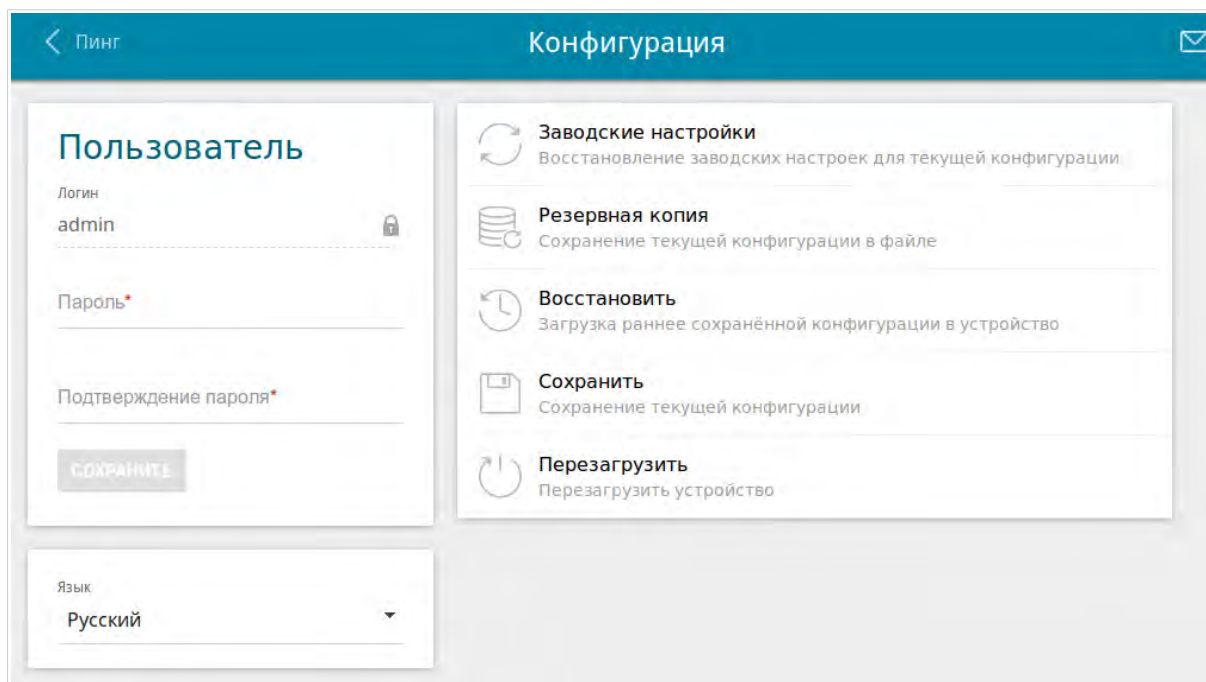 Пинг
Конфигурация
Пользователь
Логин
admin
Пароль*
Подтверждение пароля*
СОХРАНИТЬ
Язык
Русский
Заводские настройки
Восстановление заводских настроек для текущей конфигурации
Резервная копия
Сохранение текущей конфигурации в файле
Восстановить
Загрузка раннее сохранённой конфигурации в устройство
Сохранить
Сохранение текущей конфигурации
Перезагрузить
Перезагрузить устройство